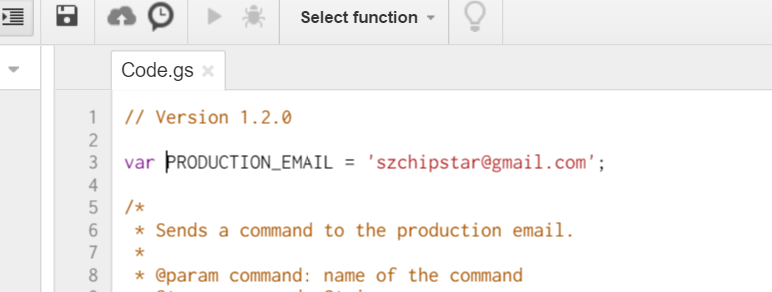 Select function
Code.gs
1 // Version 1.2.0
2
3 var PRODUCTION_EMAIL = 'szchipstar@gmail.com';
4
5 /*
6 * Sends a command to the production email.
7 *
8 * @param command: name of the command